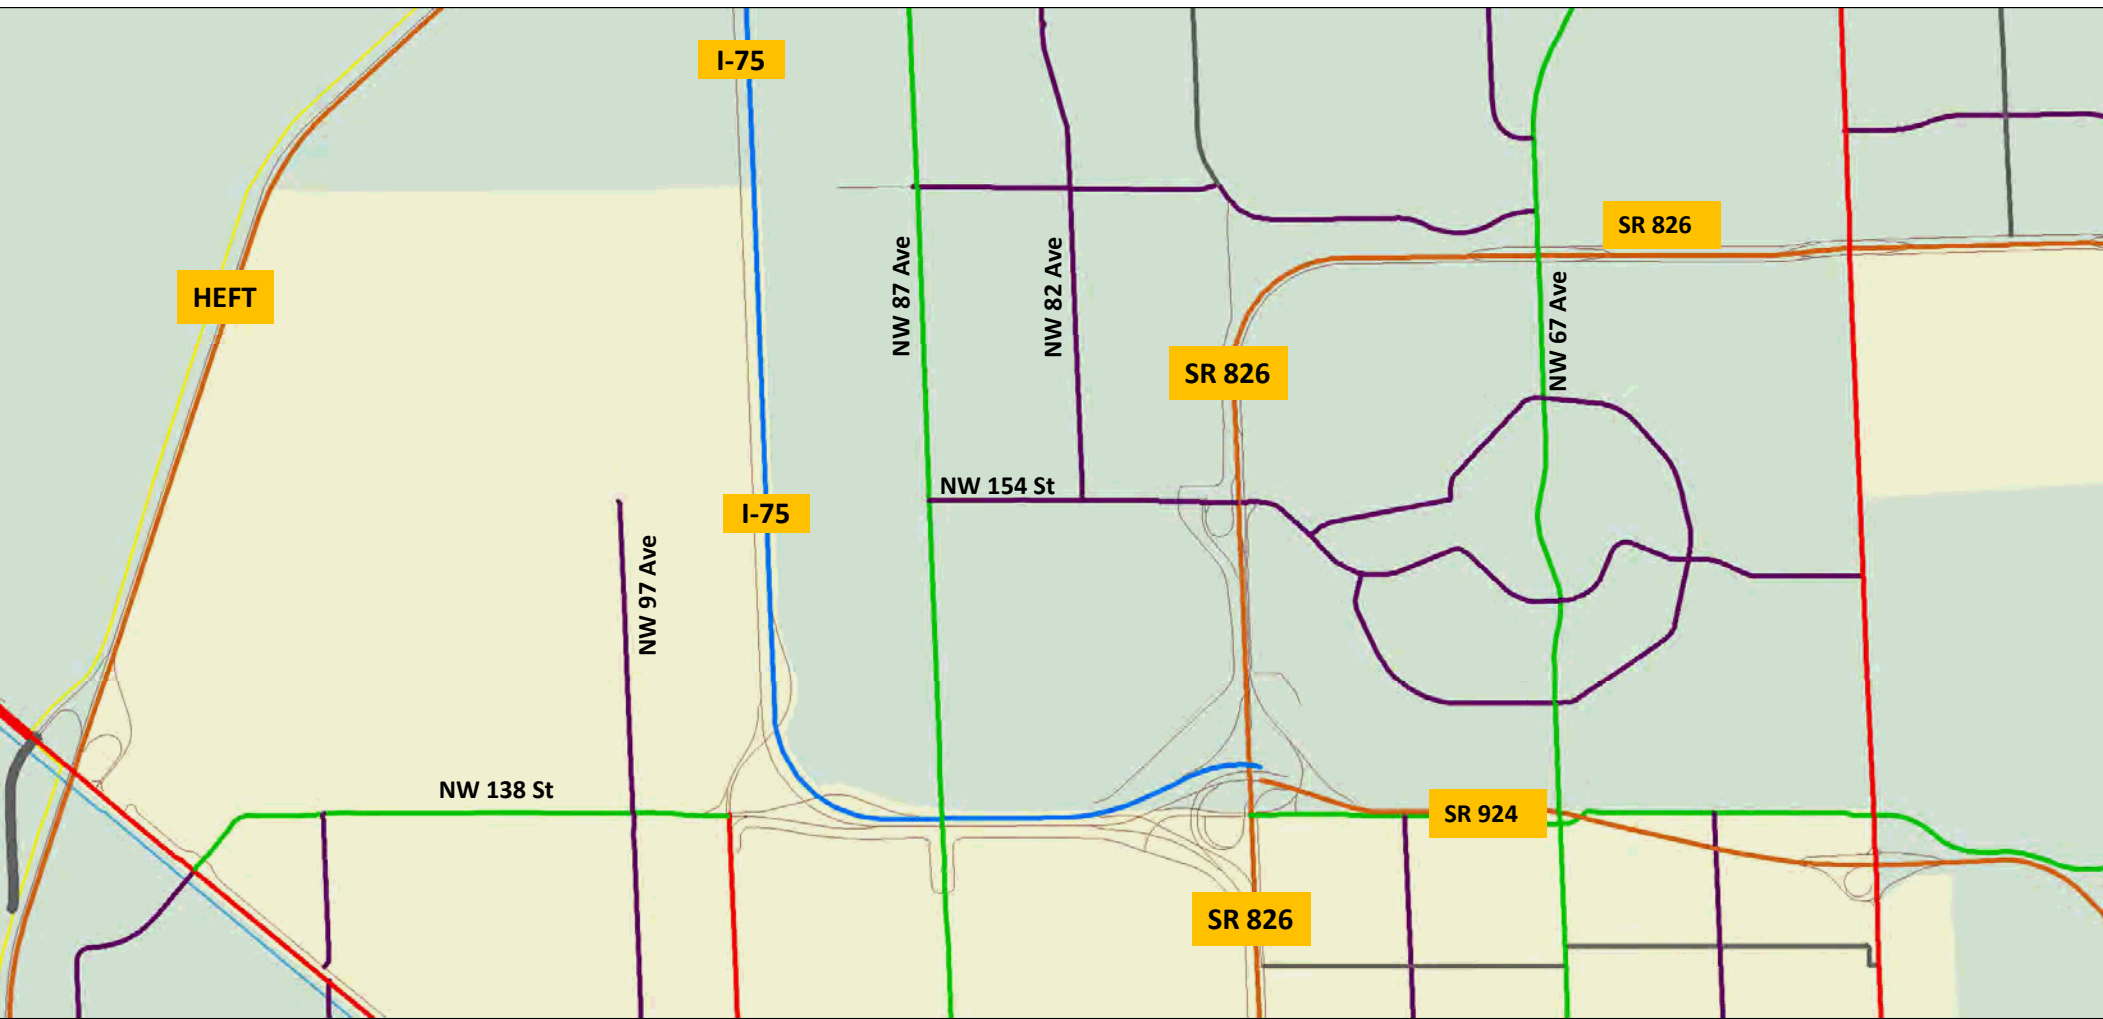 I-75
SR 826
NW 87 Ave
NW 82 Ave
HEFT
NW 67 Ave
SR 826
NW 154 St
I-75
NW 97 Ave
NW 138 St
SR 924
SR 826